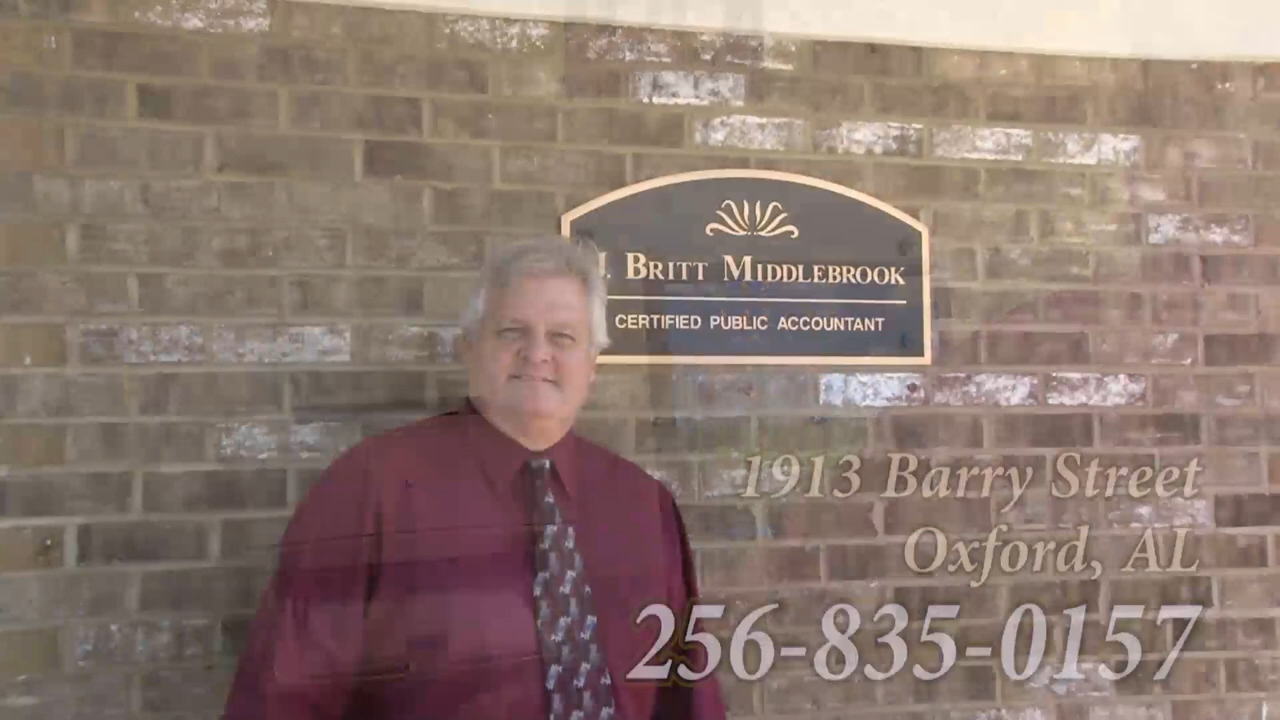 J. BRITT MIDDLEBROOK
CERTIFIED PUBLIC ACCOUNTANT
1913 Barry Street
Oxford, AL
256-835-0157